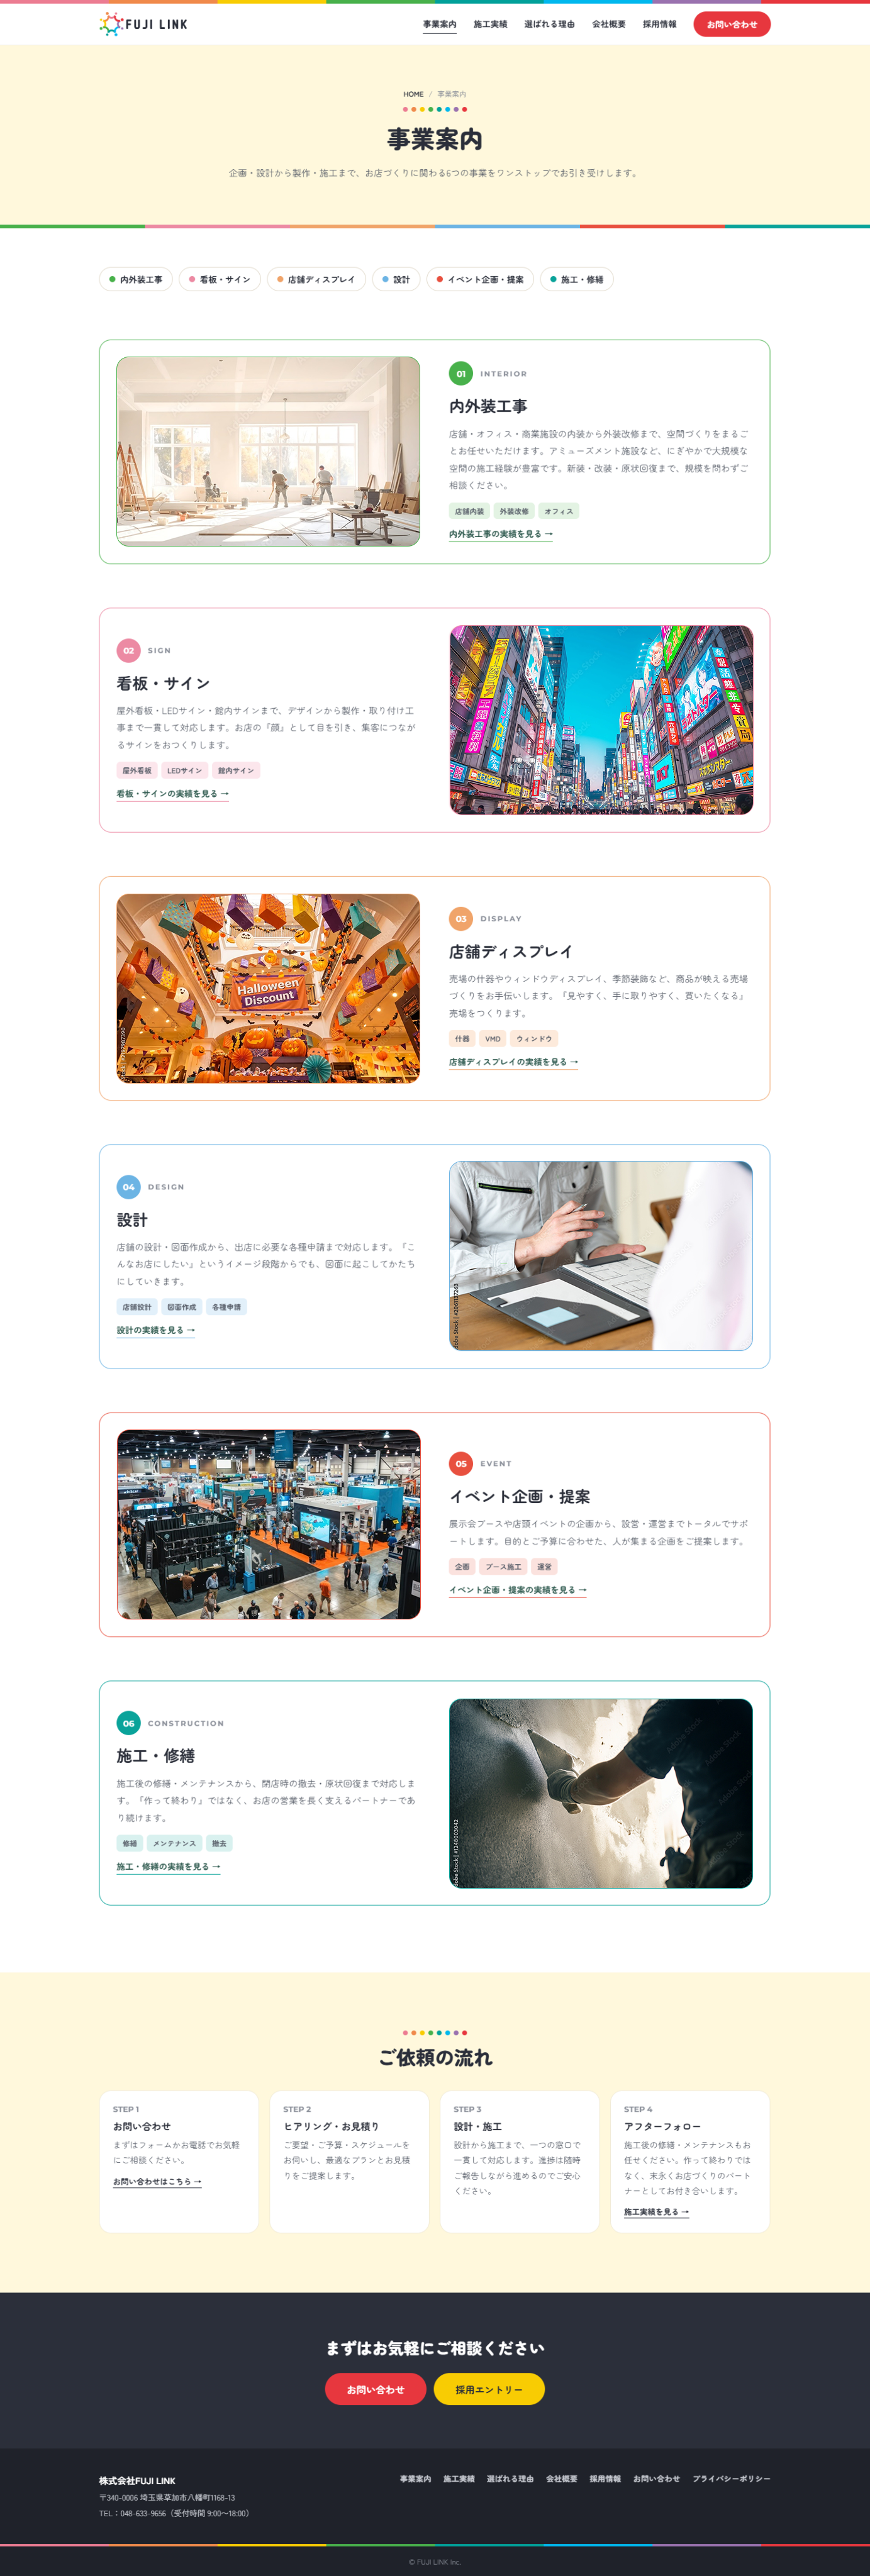 FUJI LINK
事業案内 施工実績 選ばれる理由 会社概要 採用情報 お問い合わせ
HOME / 事業案内
事業案内
企画・設計から製作・施工まで、お店づくりに関わる6つの事業をワンストップでお引き受けします。
内外装工事 看板・サイン 店舗ディスプレイ 設計 イベント企画・提案 施工・修繕
01 INTERIOR
内外装工事
店舗・オフィス・商業施設の内装から外装改修まで、空間づくりをまるご
とお任せいただけます。アミューズメント施設など、にぎやかで大規模な
空間の施工経験が豊富です。新装・改装・原状回復まで、規模を問わずご
相談ください。
店舗内装 外装改修 オフィス
内外装工事の実績を見る →
02 SIGN
看板・サイン
屋外看板・LEDサイン・館内サインまで、デザインから製作・取り付け工
事まで一貫して対応します。お店の『顔』として目を引き、集客につなが
るサインをおつくりします。
屋外看板 LEDサイン 館内サイン
看板・サインの実績を見る →
Halloween
Discount
03 DISPLAY
店舗ディスプレイ
売場の什器やウィンドウディスプレイ、季節装飾など、商品が映える売場
づくりをお手伝いします。『見やすく、手に取りやすく、買いたくなる』
売場をつくります。
什器 VMD ウィンドウ
店舗ディスプレイの実績を見る →
04 DESIGN
設計
店舗の設計・図面作成から、出店に必要な各種申請まで対応します。『こ
んなお店にしたい』というイメージ段階からでも、図面に起こしてかたち
にしていきます。
店舗設計 図面作成 各種申請
設計の実績を見る →
05 EVENT
イベント企画・提案
展示会ブースや店頭イベントの企画から、設営・運営までトータルでサポ
ートします。目的とご予算に合わせた、人が集まる企画をご提案します。
企画 ブース施工 運営
イベント企画・提案の実績を見る →
06 CONSTRUCTION
施工・修繕
施工後の修繕・メンテナンスから、閉店時の撤去・原状回復まで対応しま
す。『作って終わり』ではなく、お店の営業を長く支えるパートナーであ
り続けます。
修繕 メンテナンス 撤去
施工・修繕の実績を見る →
ご依頼の流れ
STEP 1
お問い合わせ
まずはフォームかお電話でお気軽
にご相談ください。
お問い合わせはこちら →
STEP 2
ヒアリング・お見積り
ご要望・ご予算・スケジュールを
お伺いし、最適なプランとお見積
りをご提案します。
STEP 3
設計・施工
設計から施工まで、一つの窓口で
一貫して対応します。進捗は随時
ご報告しながら進めるのでご安心
ください。
STEP 4
アフターフォロー
施工後の修繕・メンテナンスもお
任せください。作って終わりでは
なく、末永くお店づくりのパート
ナーとしてお付き合いします。
施工実績を見る →
まずはお気軽にご相談ください
お問い合わせ 採用エントリー
株式会社FUJI LINK
〒340-0006 埼玉県草加市八幡町1168-13
TEL：048-633-9656（受付時間 9:00〜18:00）
事業案内 施工実績 選ばれる理由 会社概要 採用情報 お問い合わせ プライバシーポリシー
© FUJI LINK Inc.